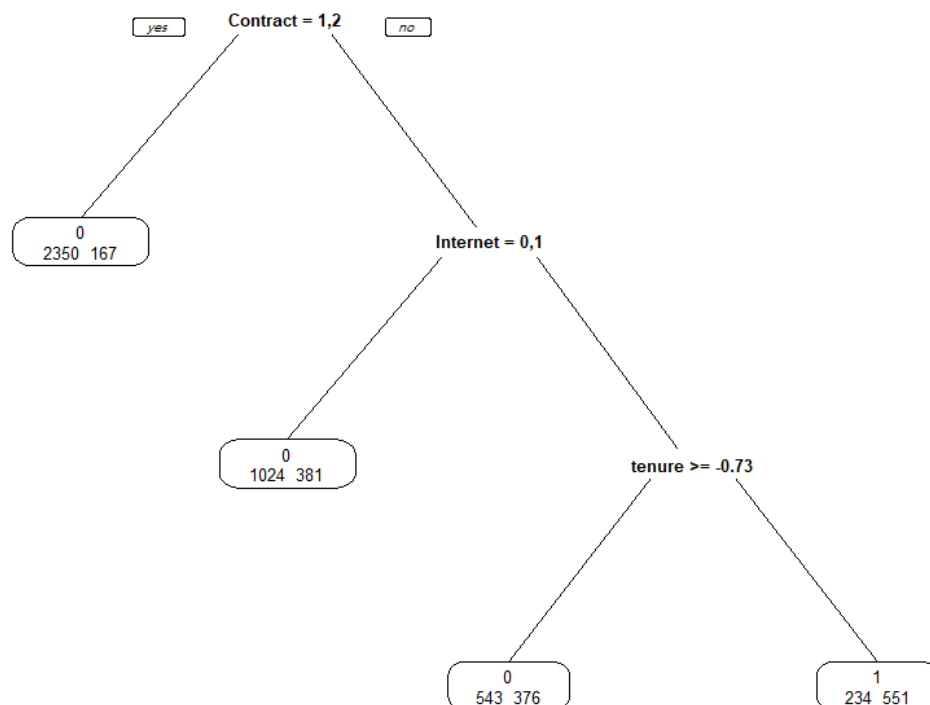 yes
Contract = 1,2
no
0
2350 167
Internet = 0,1
0
1024 381
tenure >= -0.73
0
543 376
1
234 551